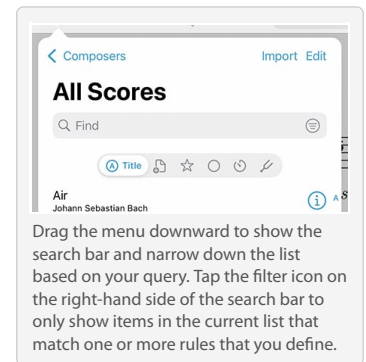 Composers Import Edit
All Scores
Find
A Title
Air
Johann Sebastian Bach
Drag the menu downward to show the
search bar and narrow down the list
based on your query. Tap the filter icon on
the right-hand side of the search bar to
only show items in the current list that
match one or more rules that you define.